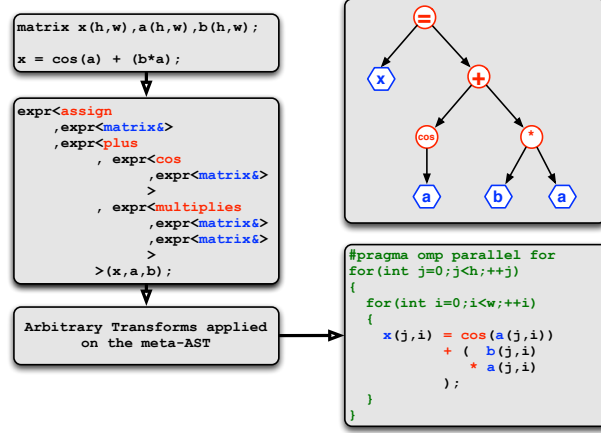 matrix x(h,w),a(h,w),b(h,w);
x = cos(a) + (b*a);
expr<assign
,expr<matrix&>
,expr<plus
, expr<cos
,expr<matrix&>
>
, expr<multiplies
,expr<matrix&>
,expr<matrix&>
>
>(x,a,b);
Arbitrary Transforms applied
on the meta-AST
=
x
+
cos
*
a
b
a
#pragma omp parallel for
for(int j=0;j<h;++j)
{
for(int i=0;i<w;++i)
{
x(j,i) = cos(a(j,i))
+ ( b(j,i)
* a(j,i)
);
}
}